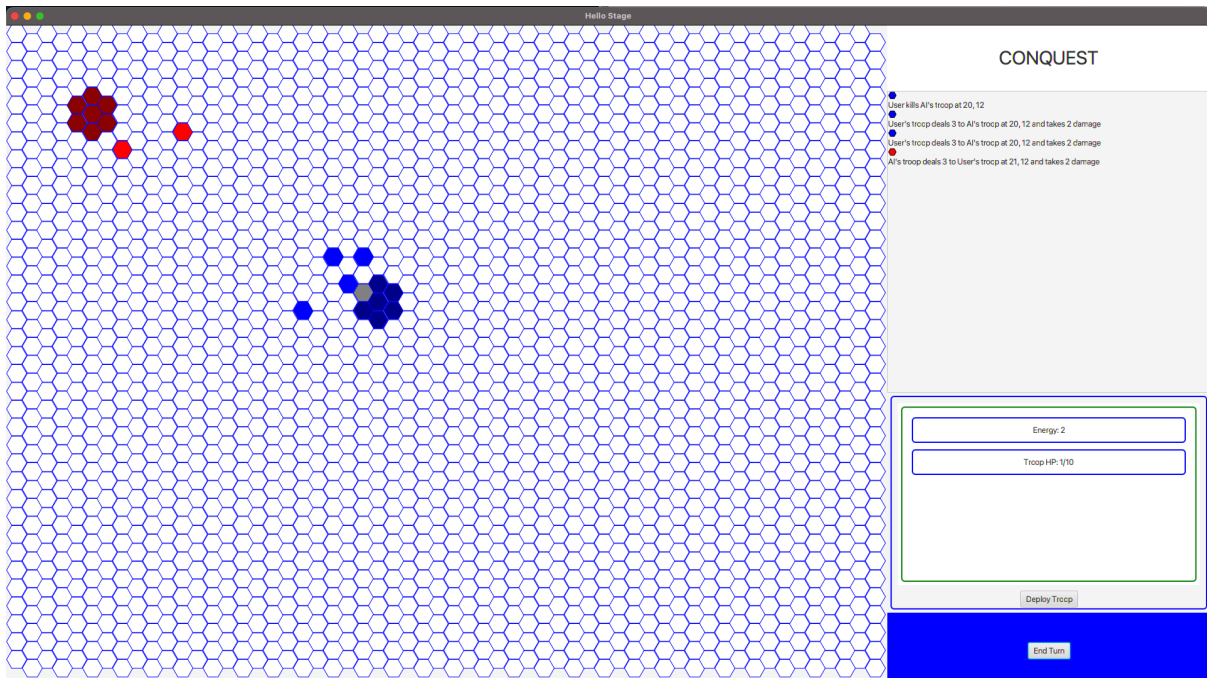 Hello Stage
CONQUEST
User kills AI's troop at 20, 12
User's troop deals 3 to AI's troop at 20, 12 and takes 2 damage
User's troop deals 3 to AI's troop at 20, 12 and takes 2 damage
AI's troop deals 3 to User's troop at 21, 12 and takes 2 damage
Energy: 2
Troop HP: 1/10
Deploy Troop
End Turn